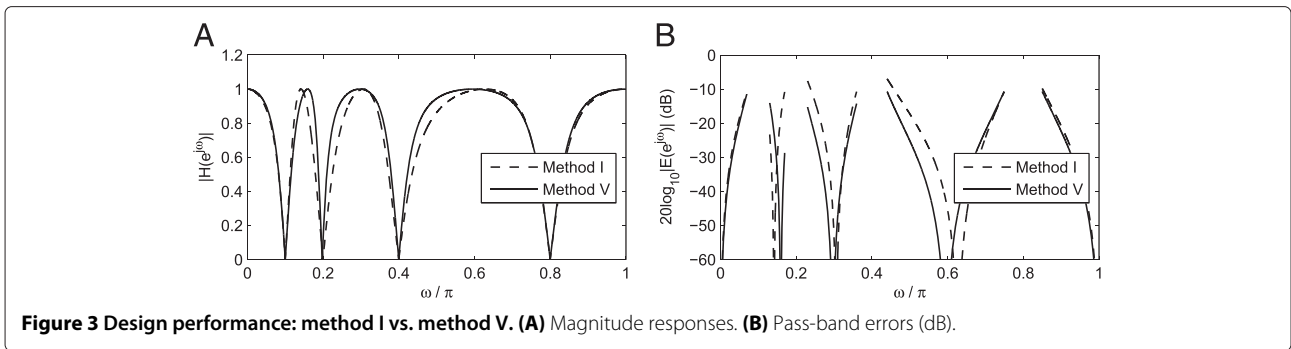 A
1.2
1
0.8
0.6
0.4
0.2
0
|H(e^jω)|
0 0.2 0.4 0.6 0.8 1
ω / π
Method I
Method V
B
0
−10
−20
−30
−40
−50
−60
20log10|E(e^jω)| (dB)
0 0.2 0.4 0.6 0.8 1
ω / π
Method I
Method V
Figure 3 Design performance: method I vs. method V. (A) Magnitude responses. (B) Pass-band errors (dB).